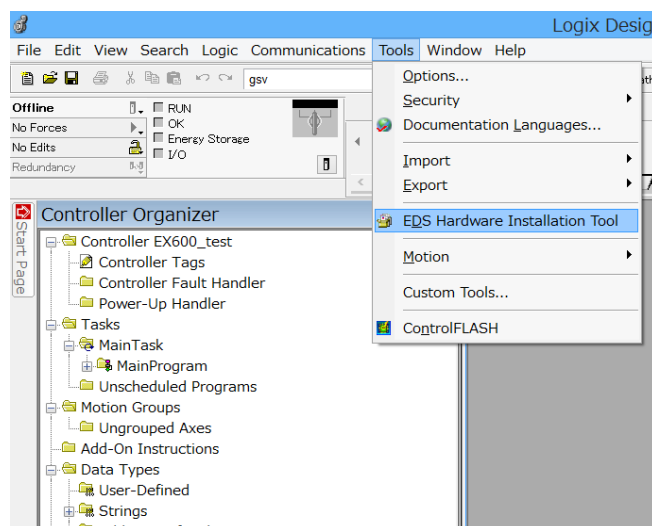 Logix Desig
File Edit View Search Logic Communications Tools Window Help
gsv
Offline
RUN
No Forces
OK
Energy Storage
No Edits
I/O
Redundancy
Options...
Security
Documentation Languages...
Import
Export
EDS Hardware Installation Tool
Motion
Custom Tools...
ControlFLASH
Start Page
Controller Organizer
Controller EX600_test
Controller Tags
Controller Fault Handler
Power-Up Handler
Tasks
MainTask
MainProgram
Unscheduled Programs
Motion Groups
Ungrouped Axes
Add-On Instructions
Data Types
User-Defined
Strings